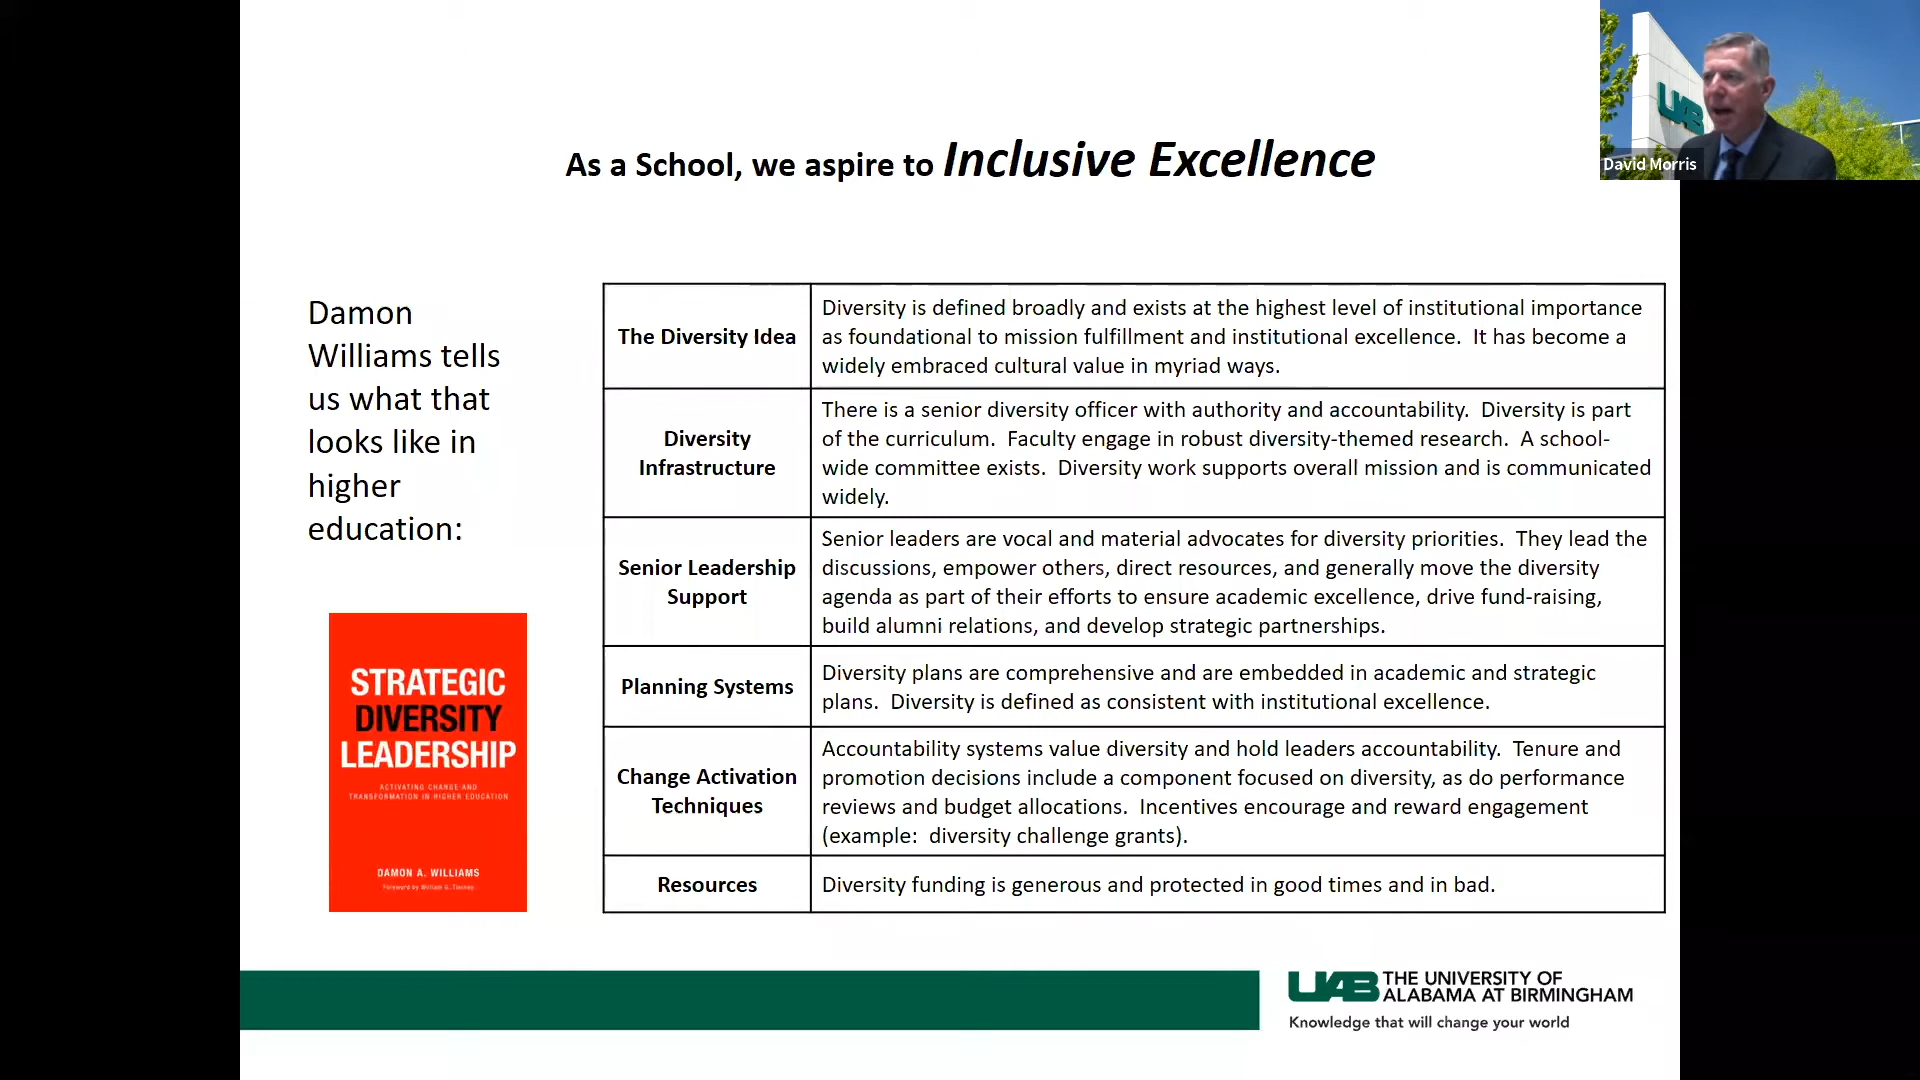 UAB
David Morris
As a School, we aspire to Inclusive Excellence
Damon
Williams tells
us what that
looks like in
higher
education:
STRATEGIC
DIVERSITY
LEADERSHIP
ACTIVATING CHANGE AND
TRANSFORMATION IN HIGHER EDUCATION
DAMON A. WILLIAMS
Foreword by William G. Tierney
The Diversity Idea
Diversity is defined broadly and exists at the highest level of institutional importance
as foundational to mission fulfillment and institutional excellence.  It has become a
widely embraced cultural value in myriad ways.
Diversity
Infrastructure
There is a senior diversity officer with authority and accountability.  Diversity is part
of the curriculum.  Faculty engage in robust diversity-themed research.  A school-
wide committee exists.  Diversity work supports overall mission and is communicated
widely.
Senior Leadership
Support
Senior leaders are vocal and material advocates for diversity priorities.  They lead the
discussions, empower others, direct resources, and generally move the diversity
agenda as part of their efforts to ensure academic excellence, drive fund-raising,
build alumni relations, and develop strategic partnerships.
Planning Systems
Diversity plans are comprehensive and are embedded in academic and strategic
plans.  Diversity is defined as consistent with institutional excellence.
Change Activation
Techniques
Accountability systems value diversity and hold leaders accountability.  Tenure and
promotion decisions include a component focused on diversity, as do performance
reviews and budget allocations.  Incentives encourage and reward engagement
(example:  diversity challenge grants).
Resources
Diversity funding is generous and protected in good times and in bad.
UAB THE UNIVERSITY OF
ALABAMA AT BIRMINGHAM
Knowledge that will change your world